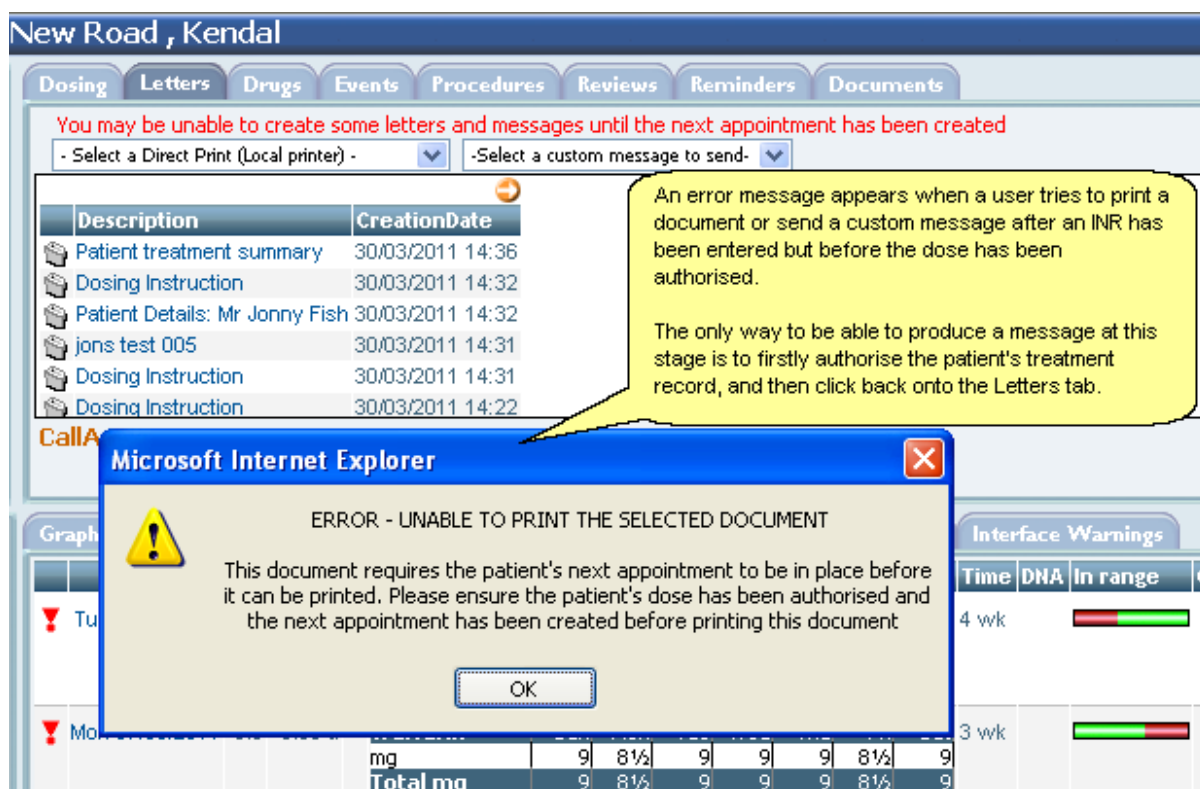 New Road , Kendal
Dosing Letters Drugs Events Procedures Reviews Reminders Documents
You may be unable to create some letters and messages until the next appointment has been created
- Select a Direct Print (Local printer) - -Select a custom message to send-
Description CreationDate
Patient treatment summary 30/03/2011 14:36
Dosing Instruction 30/03/2011 14:32
Patient Details: Mr Jonny Fish 30/03/2011 14:32
jons test 005 30/03/2011 14:31
Dosing Instruction 30/03/2011 14:31
Dosing Instruction 30/03/2011 14:22
An error message appears when a user tries to print a
document or send a custom message after an INR has
been entered but before the dose has been
authorised.
The only way to be able to produce a message at this
stage is to firstly authorise the patient's treatment
record, and then click back onto the Letters tab.
CallA
Microsoft Internet Explorer
ERROR - UNABLE TO PRINT THE SELECTED DOCUMENT
This document requires the patient's next appointment to be in place before
it can be printed. Please ensure the patient's dose has been authorised and
the next appointment has been created before printing this document
OK
Graph Interface Warnings
Time DNA In range
Tu 4 wk
Mo 3 wk
mg 9 8½ 9 9 9 8½ 9
Total mg 9 8½ 9 9 9 8½ 9